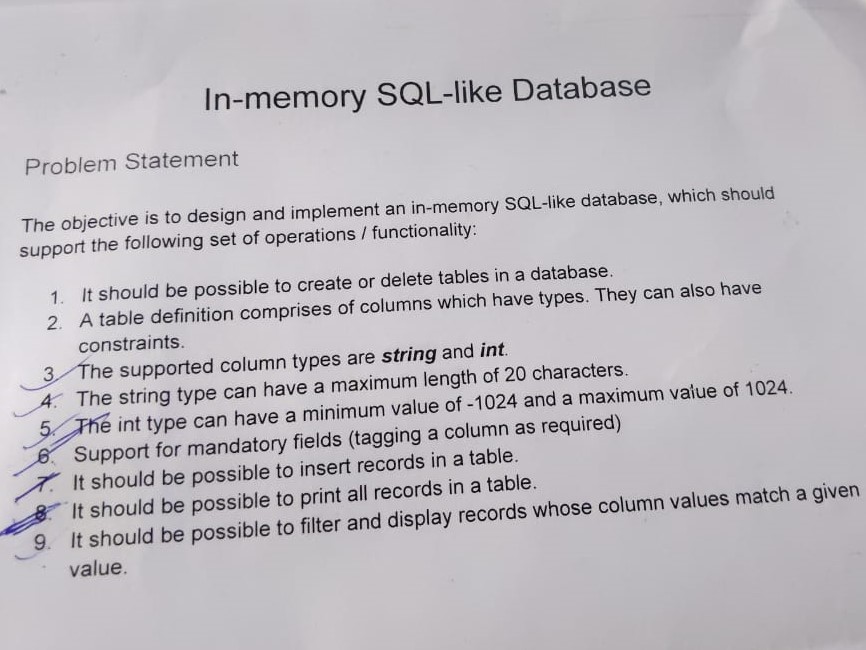 In-memory SQL-like Database
Problem Statement
The objective is to design and implement an in-memory SQL-like database, which should
support the following set of operations / functionality:
1. It should be possible to create or delete tables in a database.
2. A table definition comprises of columns which have types. They can also have
constraints.
3. The supported column types are string and int.
4. The string type can have a maximum length of 20 characters.
5. The int type can have a minimum value of -1024 and a maximum value of 1024.
6. Support for mandatory fields (tagging a column as required)
7. It should be possible to insert records in a table.
8. It should be possible to print all records in a table.
9. It should be possible to filter and display records whose column values match a given
value.